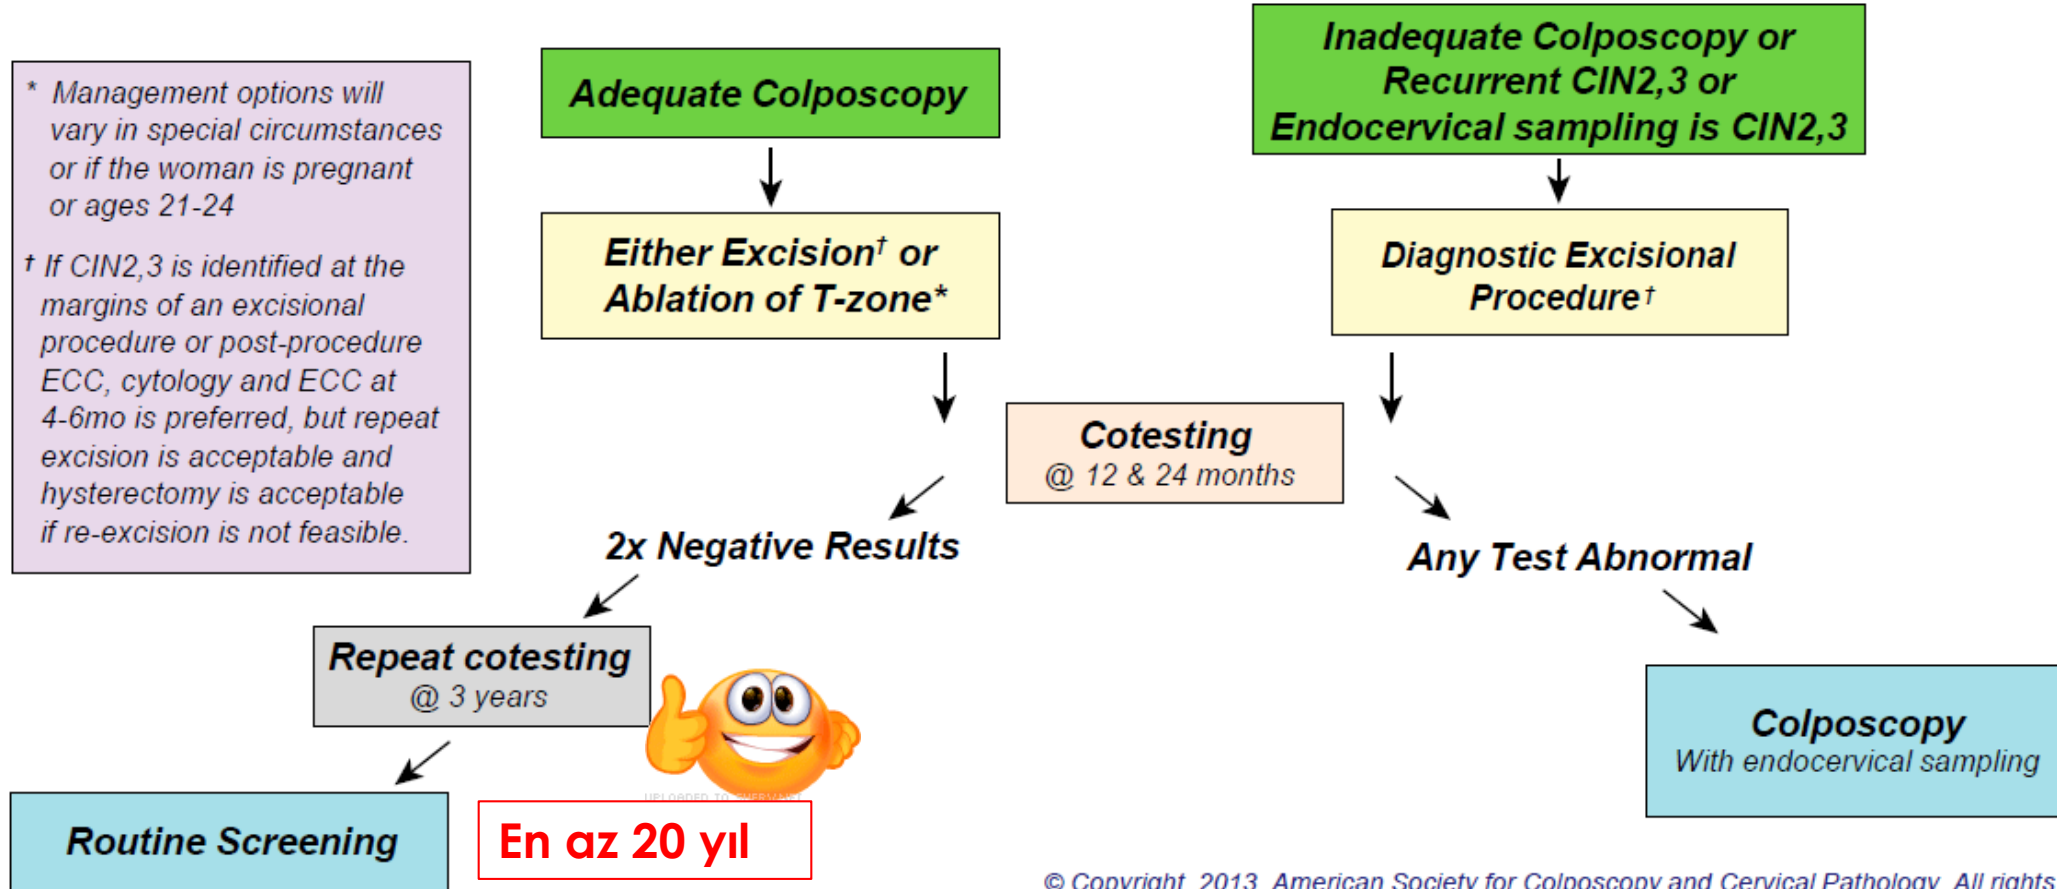 * Management options will
vary in special circumstances
or if the woman is pregnant
or ages 21-24
† If CIN2,3 is identified at the
margins of an excisional
procedure or post-procedure
ECC, cytology and ECC at
4-6mo is preferred, but repeat
excision is acceptable and
hysterectomy is acceptable
if re-excision is not feasible.
Adequate Colposcopy
Inadequate Colposcopy or
Recurrent CIN2,3 or
Endocervical sampling is CIN2,3
Either Excision† or
Ablation of T-zone*
Diagnostic Excisional
Procedure†
Cotesting
@ 12 & 24 months
2x Negative Results
Any Test Abnormal
Repeat cotesting
@ 3 years
Colposcopy
With endocervical sampling
UPLOADED TO
Routine Screening
En az 20 yıl
© Copyright, 2013, American Society for Colposcopy and Cervical Pathology. All rights